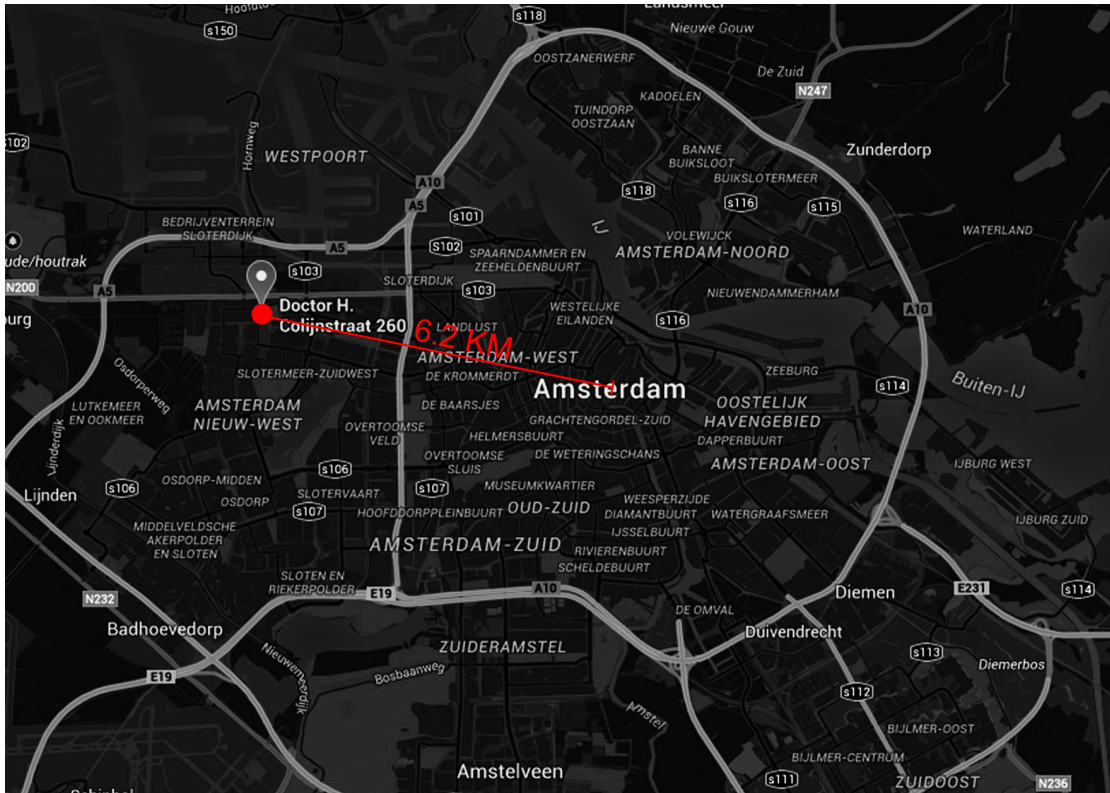 s118
Landsmeer
Nieuwe Gouw
s150
OOSTZANERWERF
De Zuid
N247
KADOELEN
TUINDORP
OOSTZAAN
s102
Hornweg
WESTPOORT
BANNE
BUIKSLOOT
Zunderdorp
BUIKSLOTERMEER
A10
s118
s116
s115
A5
s101
BEDRIJVENTERREIN
SLOTERDIJK
IJ
VOLEWIJCK
WATERLAND
A5
s102
SPAARNDAMMER EN
ZEEHELDENBUURT
AMSTERDAM-NOORD
ude/houtrak
s103
SLOTERDIJK
N200
A5
s103
NIEUWENDAMMERHAM
Doctor H.
Colijnstraat 260
WESTELIJKE
EILANDEN
A10
urg
LANDLUST
s116
6.2 KM
AMSTERDAM-WEST
Osdorperweg
SLOTERMEER-ZUIDWEST
DE KROMMERDT
ZEEBURG
Amsterdam
s114
Buiten-IJ
LUTKEMEER
EN OOKMEER
AMSTERDAM
NIEUW-WEST
DE BAARSJES
OOSTELIJK
HAVENGEBIED
GRACHTENGORDEL-ZUID
Lijnderdijk
OVERTOOMSE
VELD
HELMERSBUURT
DAPPERBUURT
OVERTOOMSE
SLUIS
DE WETERINGSCHANS
AMSTERDAM-OOST
IJBURG WEST
s106
OSDORP-MIDDEN
s106
s107
MUSEUMKWARTIER
Lijnden
OSDORP
SLOTERVAART
s107
HOOFDDORPPLEINBUURT
OUD-ZUID
WEESPERZIJDE
DIAMANTBUURT
WATERGRAAFSMEER
IJBURG ZUID
MIDDELVELDSCHE
AKERPOLDER
EN SLOTEN
IJSSELBUURT
AMSTERDAM-ZUID
RIVIERENBUURT
SCHELDEBUURT
SLOTEN EN
RIEKERPOLDER
E19
A10
N232
Diemen
E231
s114
DE OMVAL
Badhoevedorp
Duivendrecht
ZUIDERAMSTEL
s113
Nieuwemeerdijk
Bosbaanweg
Diemerbos
E19
s112
Amstel
BIJLMER-OOST
BIJLMER-CENTRUM
Amstelveen
s111
ZUIDOOST
N236